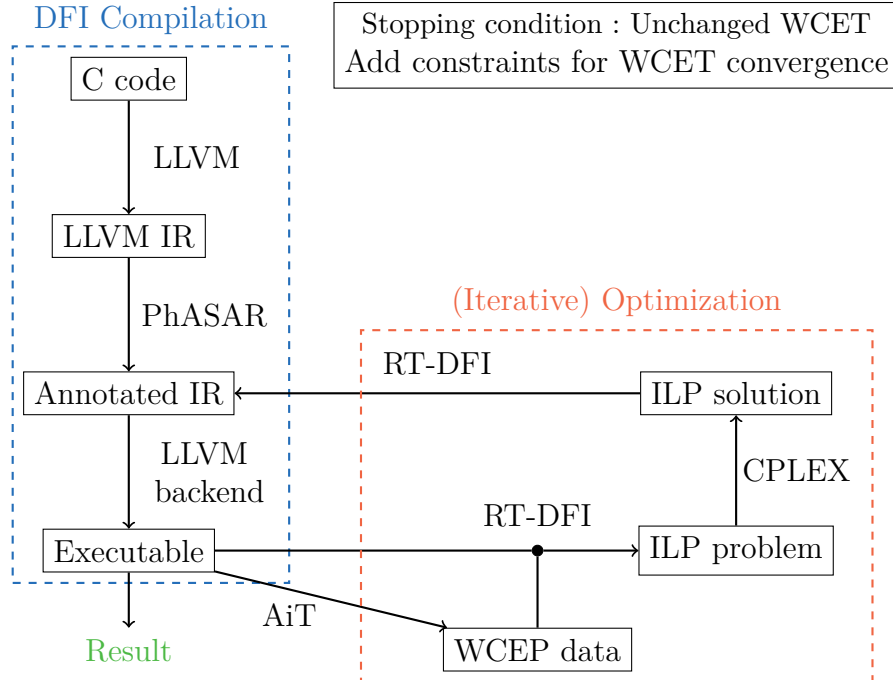 DFI Compilation
Stopping condition : Unchanged WCET
Add constraints for WCET convergence
C code
LLVM
LLVM IR
PhASAR
(Iterative) Optimization
RT-DFI
Annotated IR
ILP solution
LLVM
backend
CPLEX
RT-DFI
Executable
ILP problem
AiT
Result
WCEP data